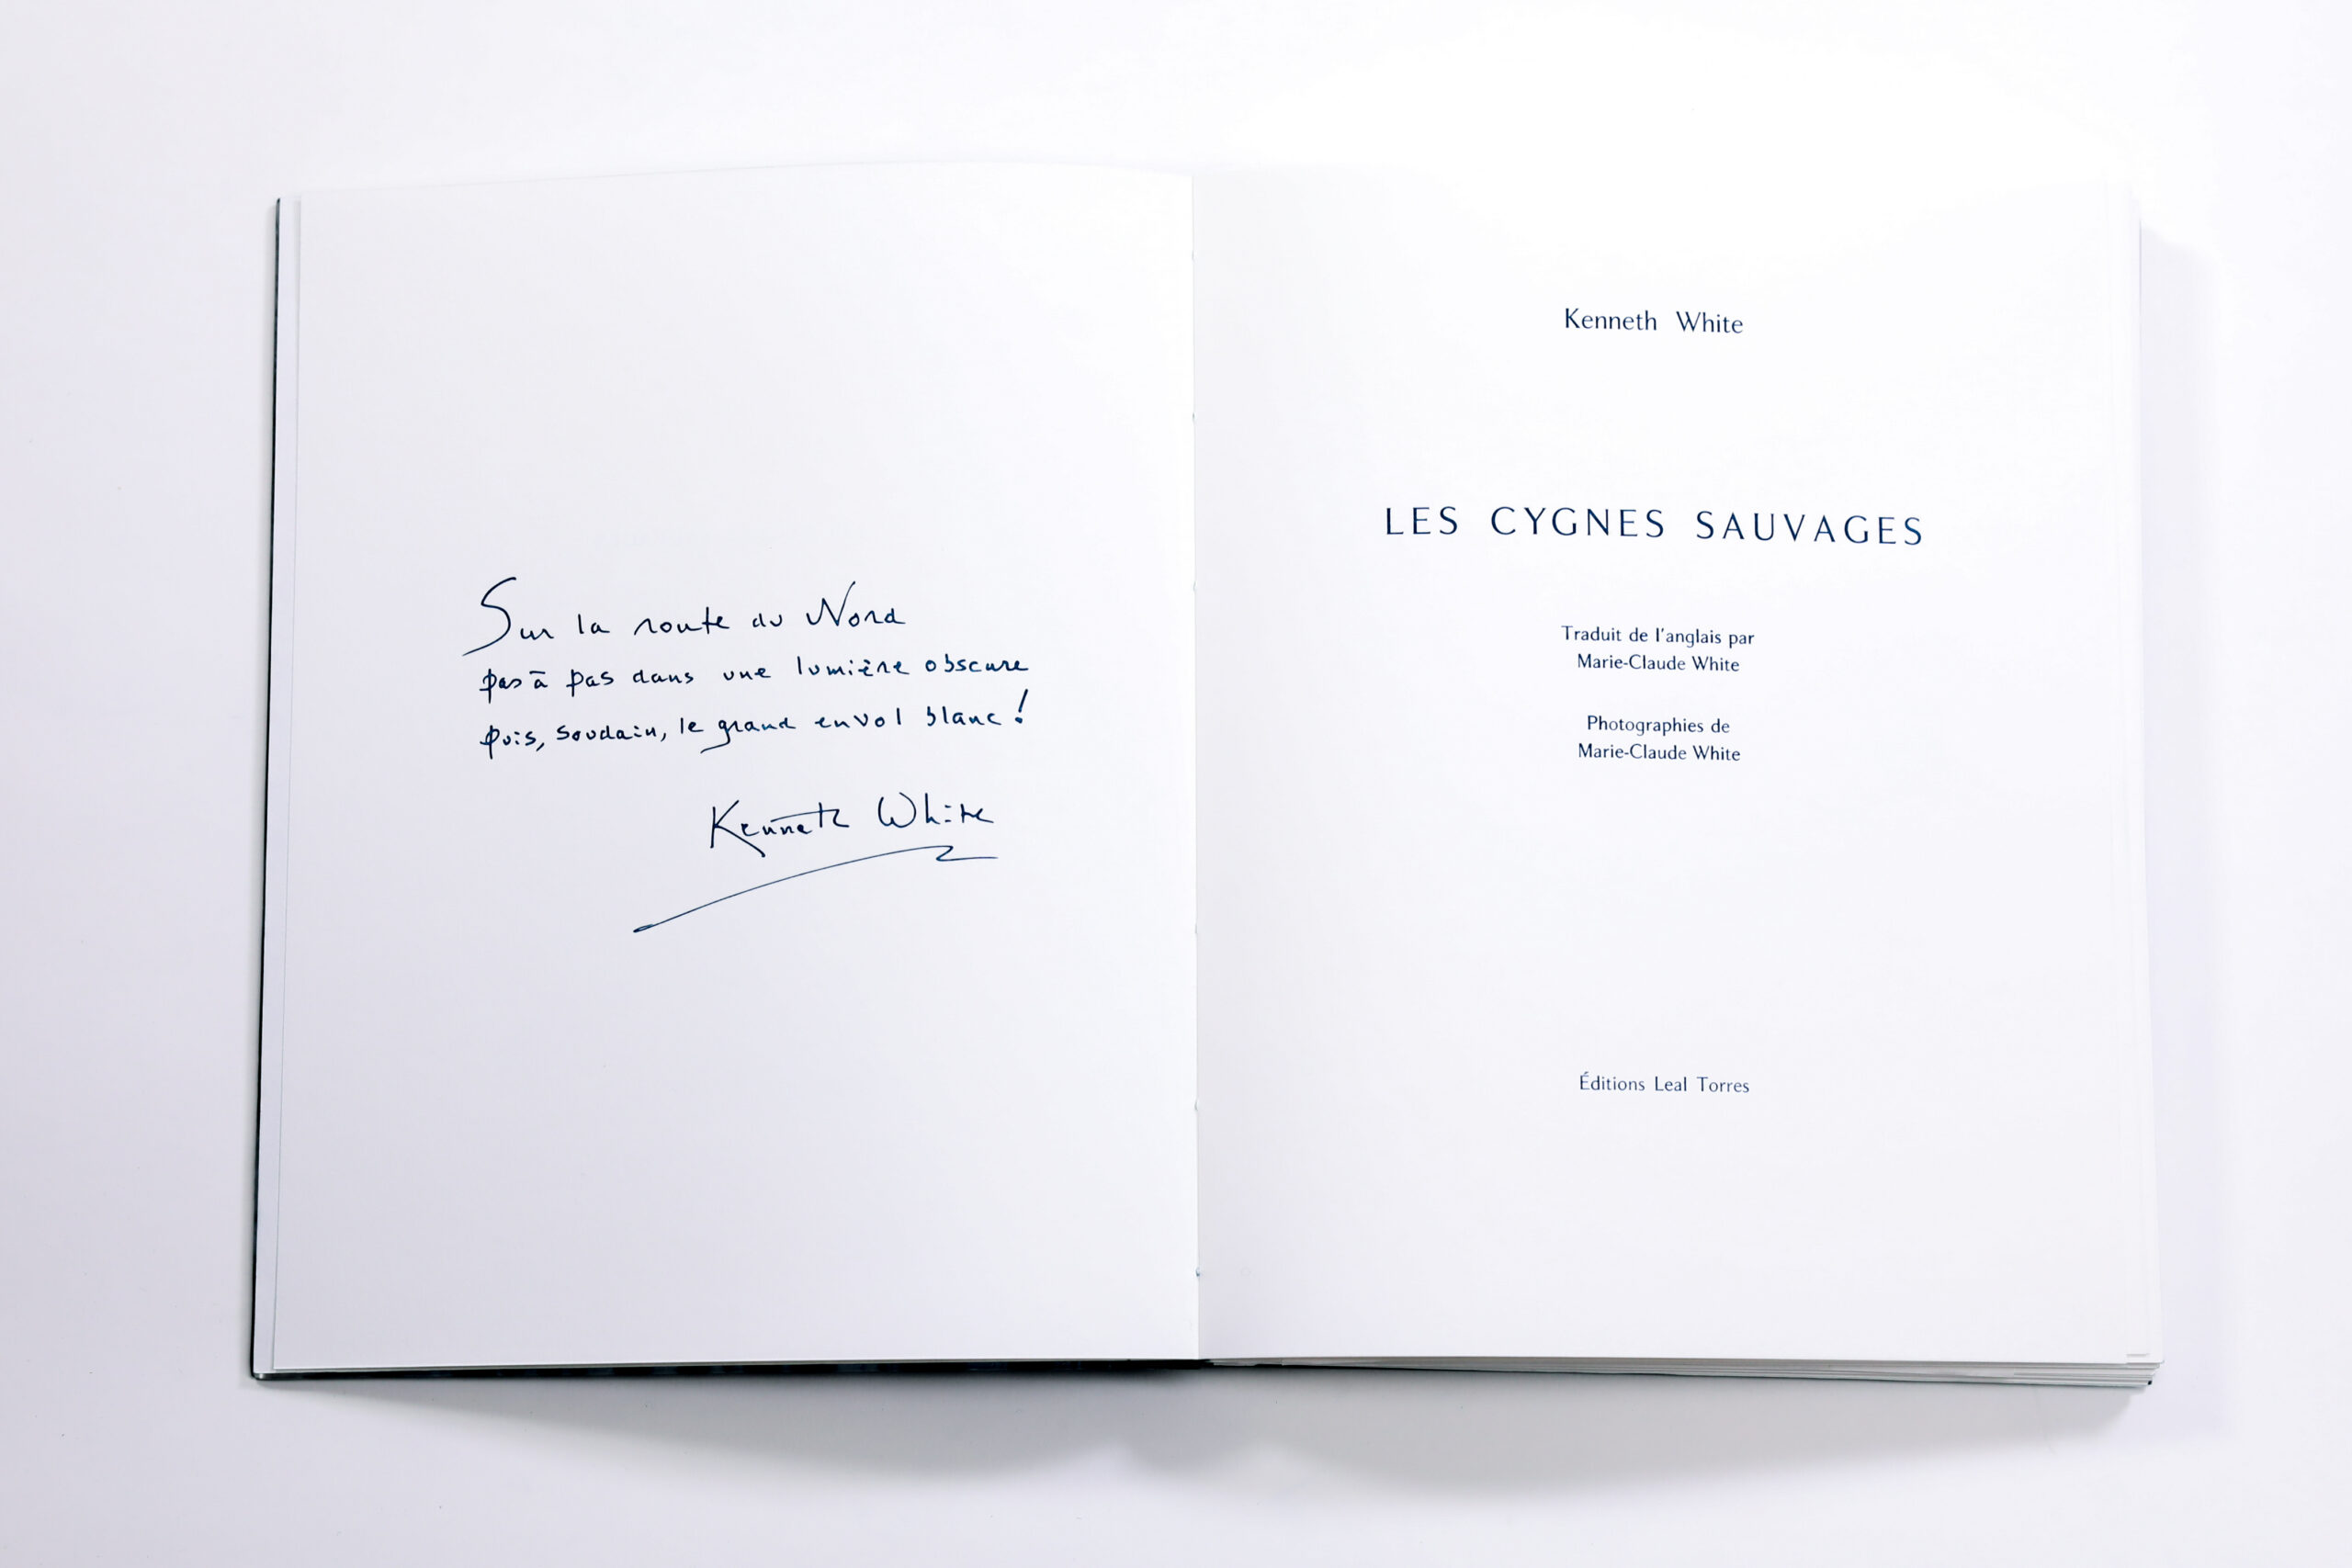 Sur la route du Nord
pas à pas dans une lumière obscure
puis, soudain, le grand envol blanc !
Kenneth White
Kenneth White
LES CYGNES SAUVAGES
Traduit de l'anglais par
Marie-Claude White
Photographies de
Marie-Claude White
Éditions Leal Torres